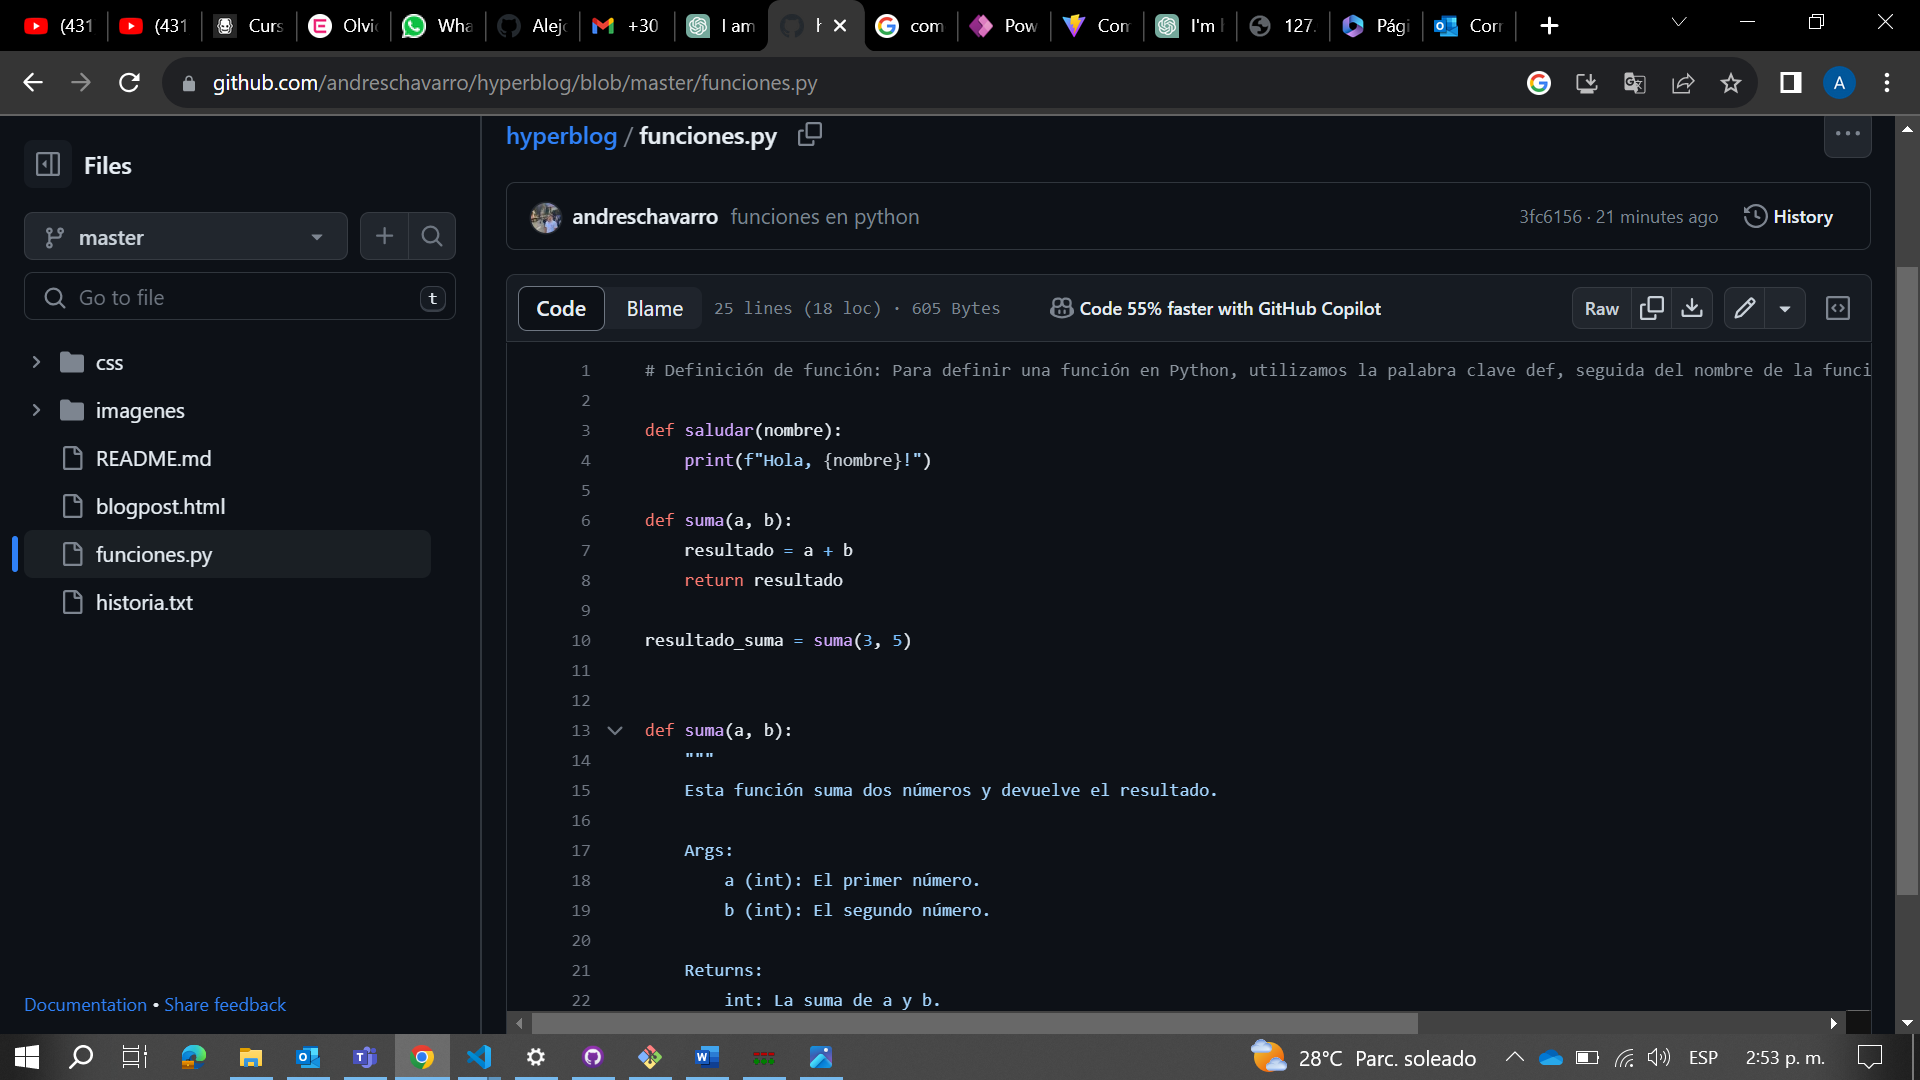 (431
(431
Curs
Olvi
Wha
Alej
+30
I am
com
Pow
Com
I'm
127.
Pági
Corr
github.com/andreschavarro/hyperblog/blob/master/funciones.py
A
Files
master
Go to file
t
css
imagenes
README.md
blogpost.html
funciones.py
historia.txt
Documentation • Share feedback
hyperblog / funciones.py
andreschavarro funciones en python
3fc6156 · 21 minutes ago
History
Code
Blame
25 lines (18 loc) · 605 Bytes
Code 55% faster with GitHub Copilot
Raw
1 # Definición de función: Para definir una función en Python, utilizamos la palabra clave def, seguida del nombre de la funci
2
3 def saludar(nombre):
4 print(f"Hola, {nombre}!")
5
6 def suma(a, b):
7 resultado = a + b
8 return resultado
9
10 resultado_suma = suma(3, 5)
11
12
13 def suma(a, b):
14 """
15 Esta función suma dos números y devuelve el resultado.
16
17 Args:
18 a (int): El primer número.
19 b (int): El segundo número.
20
21 Returns:
22 int: La suma de a y b.
28°C Parc. soleado
ESP
2:53 p. m.